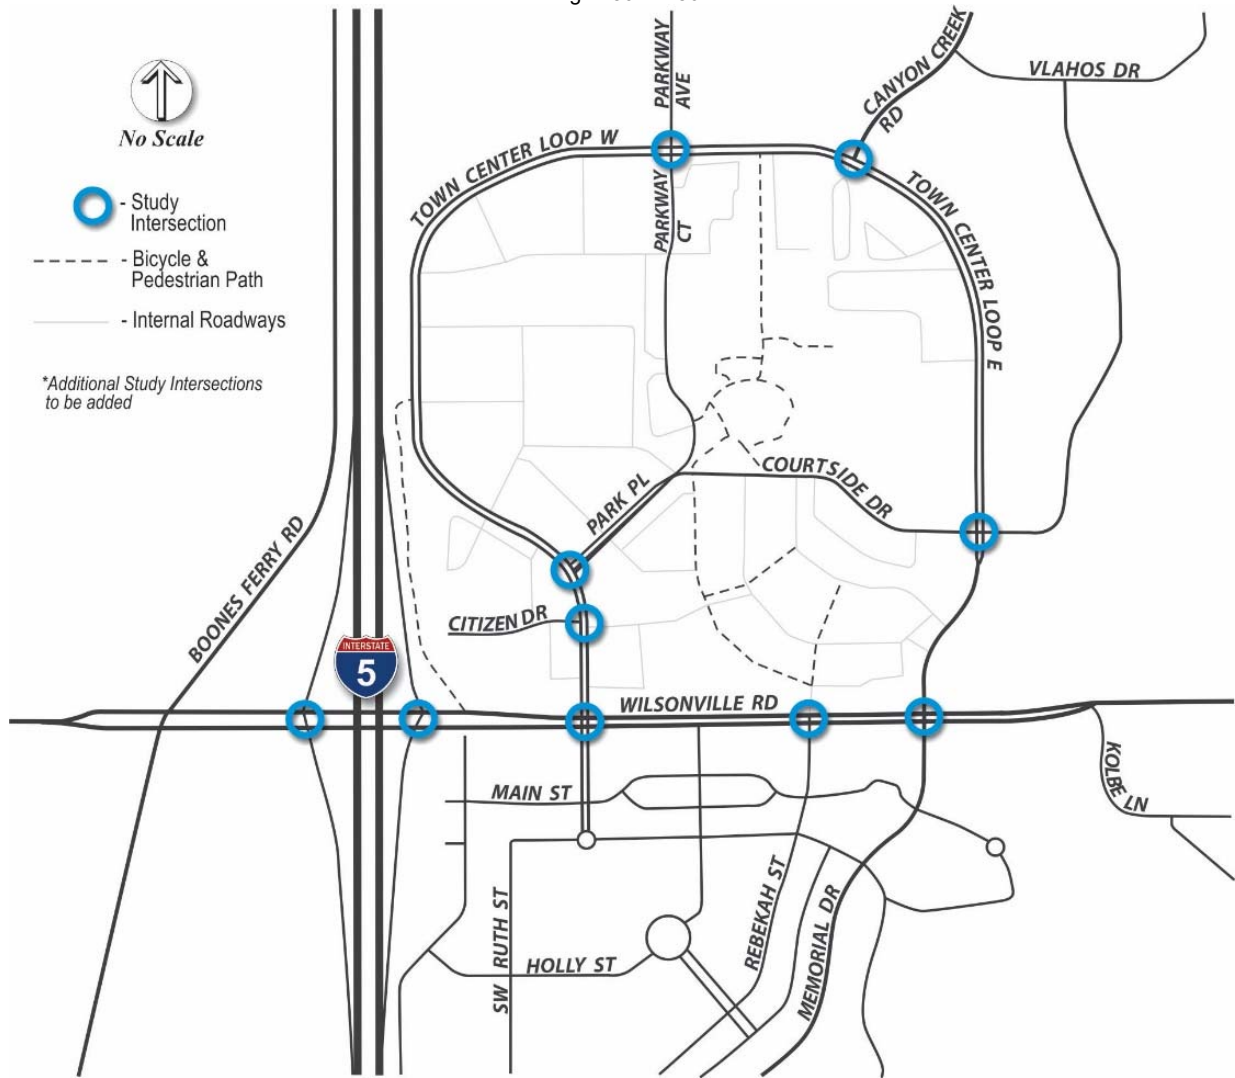 PARKWAY
AVE
CANYON CREEK
RD
VLAHOS DR
No Scale
TOWN CENTER LOOP W
PARKWAY
CT
TOWN CENTER LOOP E
- Study
Intersection
- Bicycle &
Pedestrian Path
- Internal Roadways
*Additional Study Intersections
to be added
COURTSIDE DR
PARK PL
BOONES FERRY RD
CITIZEN DR
INTERSTATE
5
WILSONVILLE RD
KOLBE LN
MAIN ST
REBEKAH ST
MEMORIAL DR
SW RUTH ST
HOLLY ST